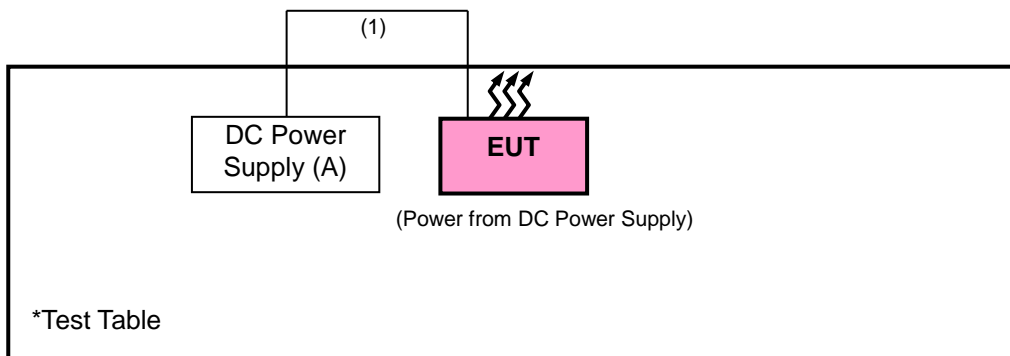 (1)
DC Power
Supply (A)
EUT
(Power from DC Power Supply)
*Test Table